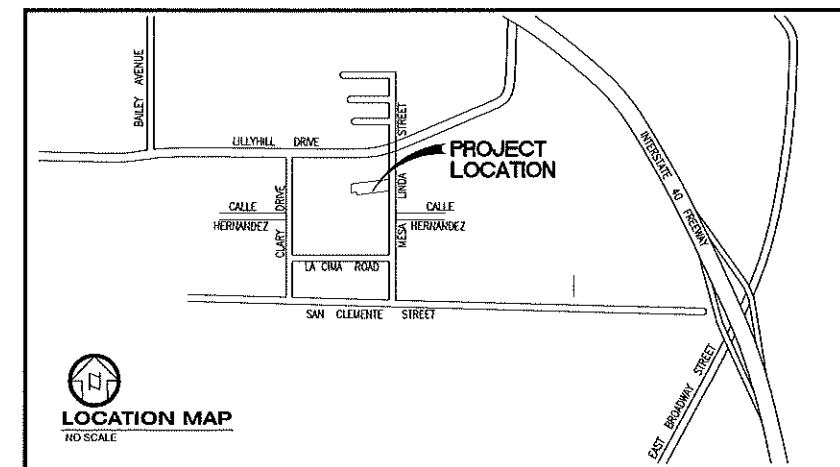 BAILEY AVENUE
LILLYHILL DRIVE
STREET
PROJECT
LOCATION
LINDA
MESA
CALLE
HERNANDEZ
CLARY DRIVE
CALLE
HERNANDEZ
LA CIMA ROAD
SAN CLEMENTE STREET
INTERSTATE 40 FREEWAY
EAST BROADWAY STREET
LOCATION MAP
NO SCALE